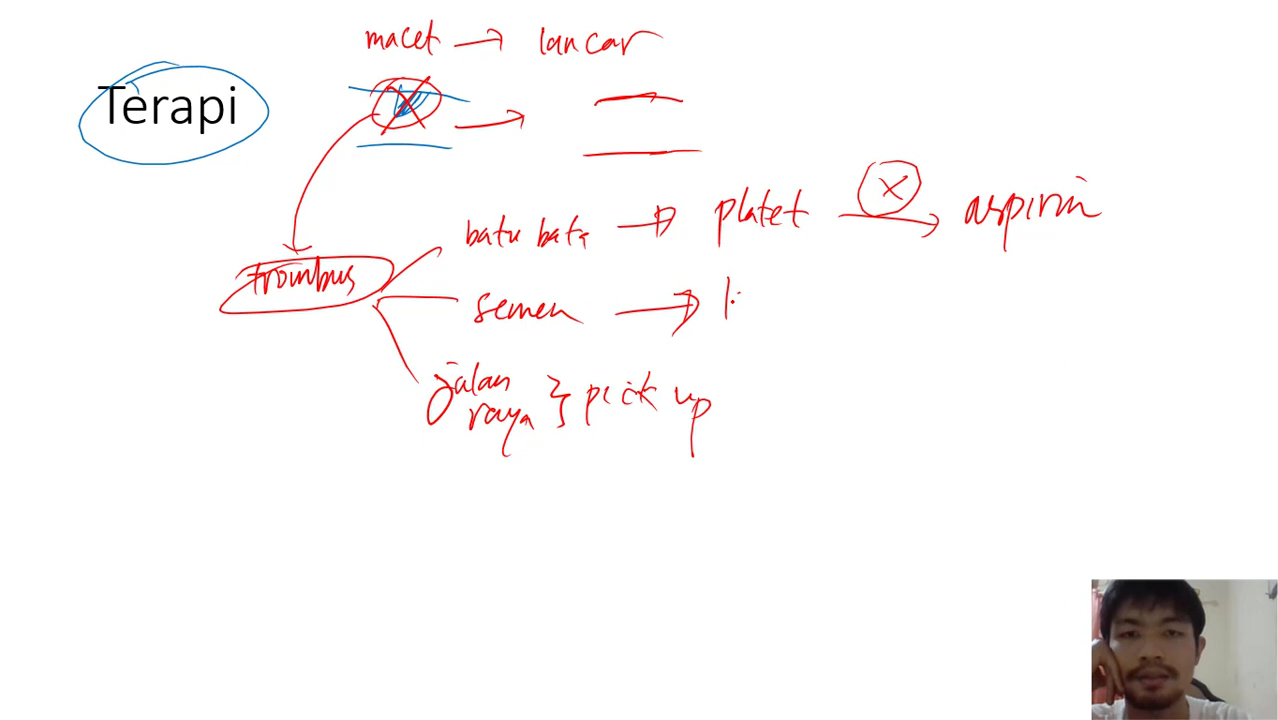 macet → lancar
Terapi
trombus
batu bata → platet → aspirin
semen →
jalan raya } pick up